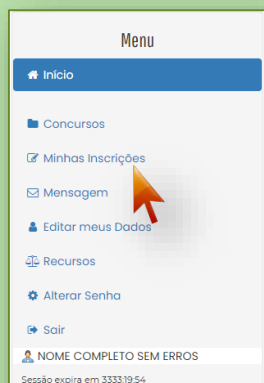 Menu
Início
Concursos
Minhas Inscrições
Mensagem
Editar meus Dados
Recursos
Alterar Senha
Sair
NOME COMPLETO SEM ERROS
Sessão expira em 3333:19:54